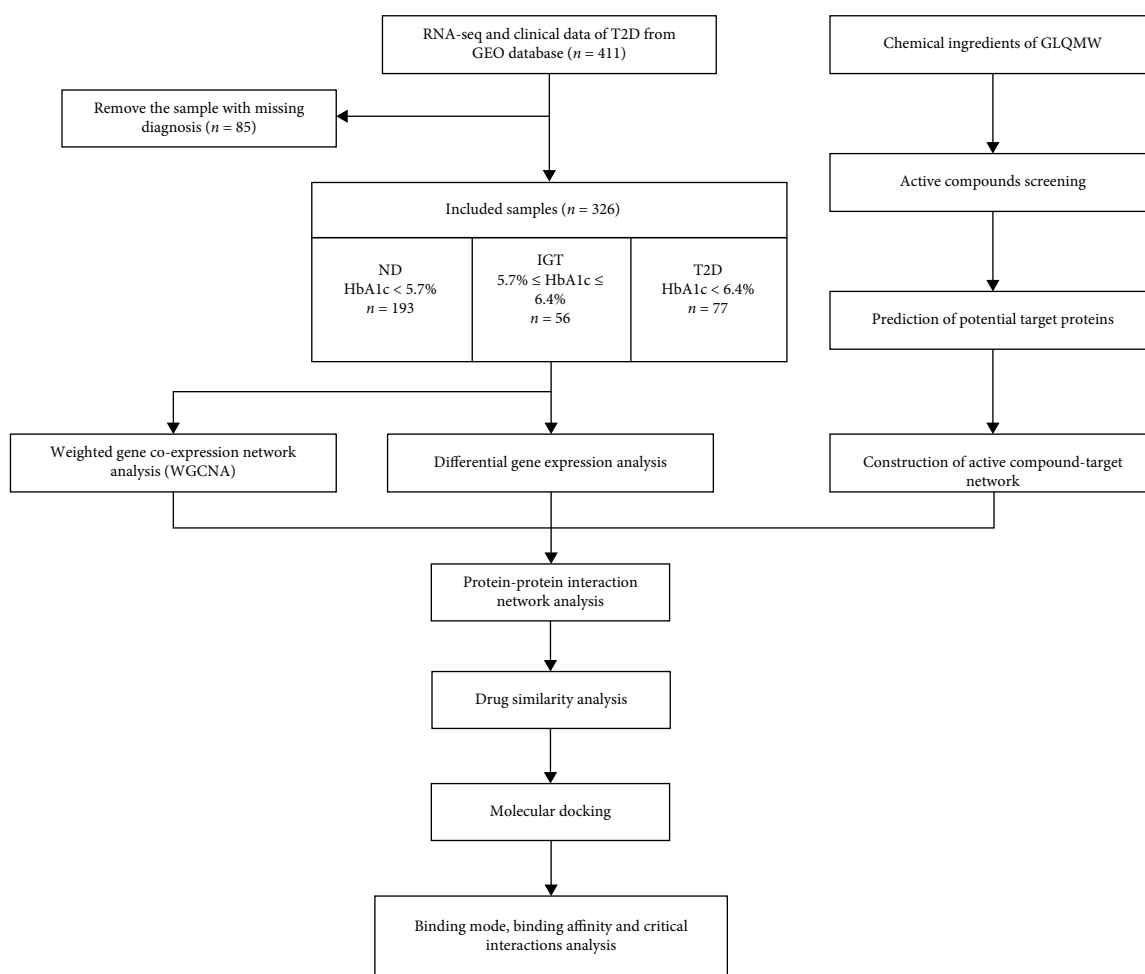 RNA-seq and clinical data of T2D from
GEO database (n = 411)
Chemical ingredients of GLQMW
Remove the sample with missing
diagnosis (n = 85)
Active compounds screening
Included samples (n = 326)
ND
HbA1c < 5.7%
n = 193
IGT
5.7% ≤ HbA1c ≤
6.4%
n = 56
T2D
HbA1c < 6.4%
n = 77
Prediction of potential target proteins
Weighted gene co-expression network
analysis (WGCNA)
Differential gene expression analysis
Construction of active compound-target
network
Protein-protein interaction
network analysis
Drug similarity analysis
Molecular docking
Binding mode, binding affinity and critical
interactions analysis